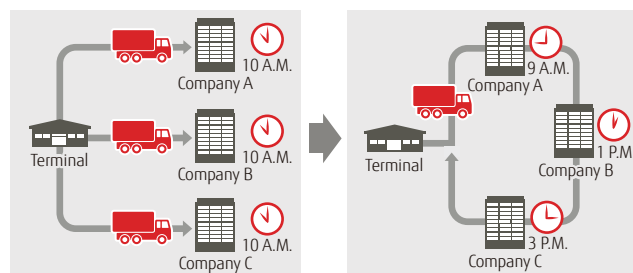 10 A.M.
Company A
Terminal
10 A.M.
Company B
10 A.M.
Company C
9 A.M.
Company A
Terminal
1 P.M
Company B
3 P.M.
Company C